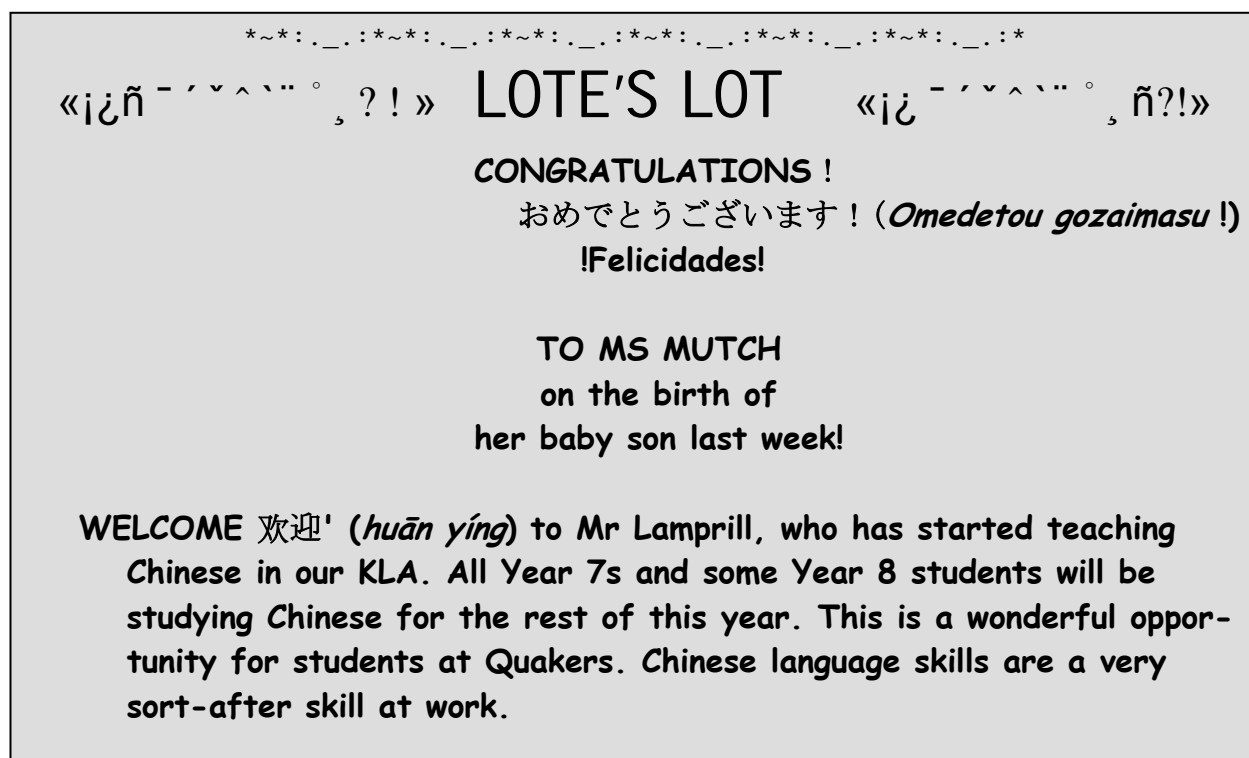 *~*:._.:*~*:._.:*~*:._.:*~*:._.:*~*:._.:*~*:._.:*
«¡¿ñ ¯ ´ ˇ ^ ` ¨ ° ¸ ? ! » LOTE'S LOT «¡¿ ¯ ´ ˇ ^ ` ¨ ° ¸ ñ?!»
CONGRATULATIONS !
おめでとうございます！(Omedetou gozaimasu !)
!Felicidades!
TO MS MUTCH
on the birth of
her baby son last week!
WELCOME 欢迎' (huān yíng) to Mr Lamprill, who has started teaching
Chinese in our KLA. All Year 7s and some Year 8 students will be
studying Chinese for the rest of this year. This is a wonderful oppor-
tunity for students at Quakers. Chinese language skills are a very
sort-after skill at work.